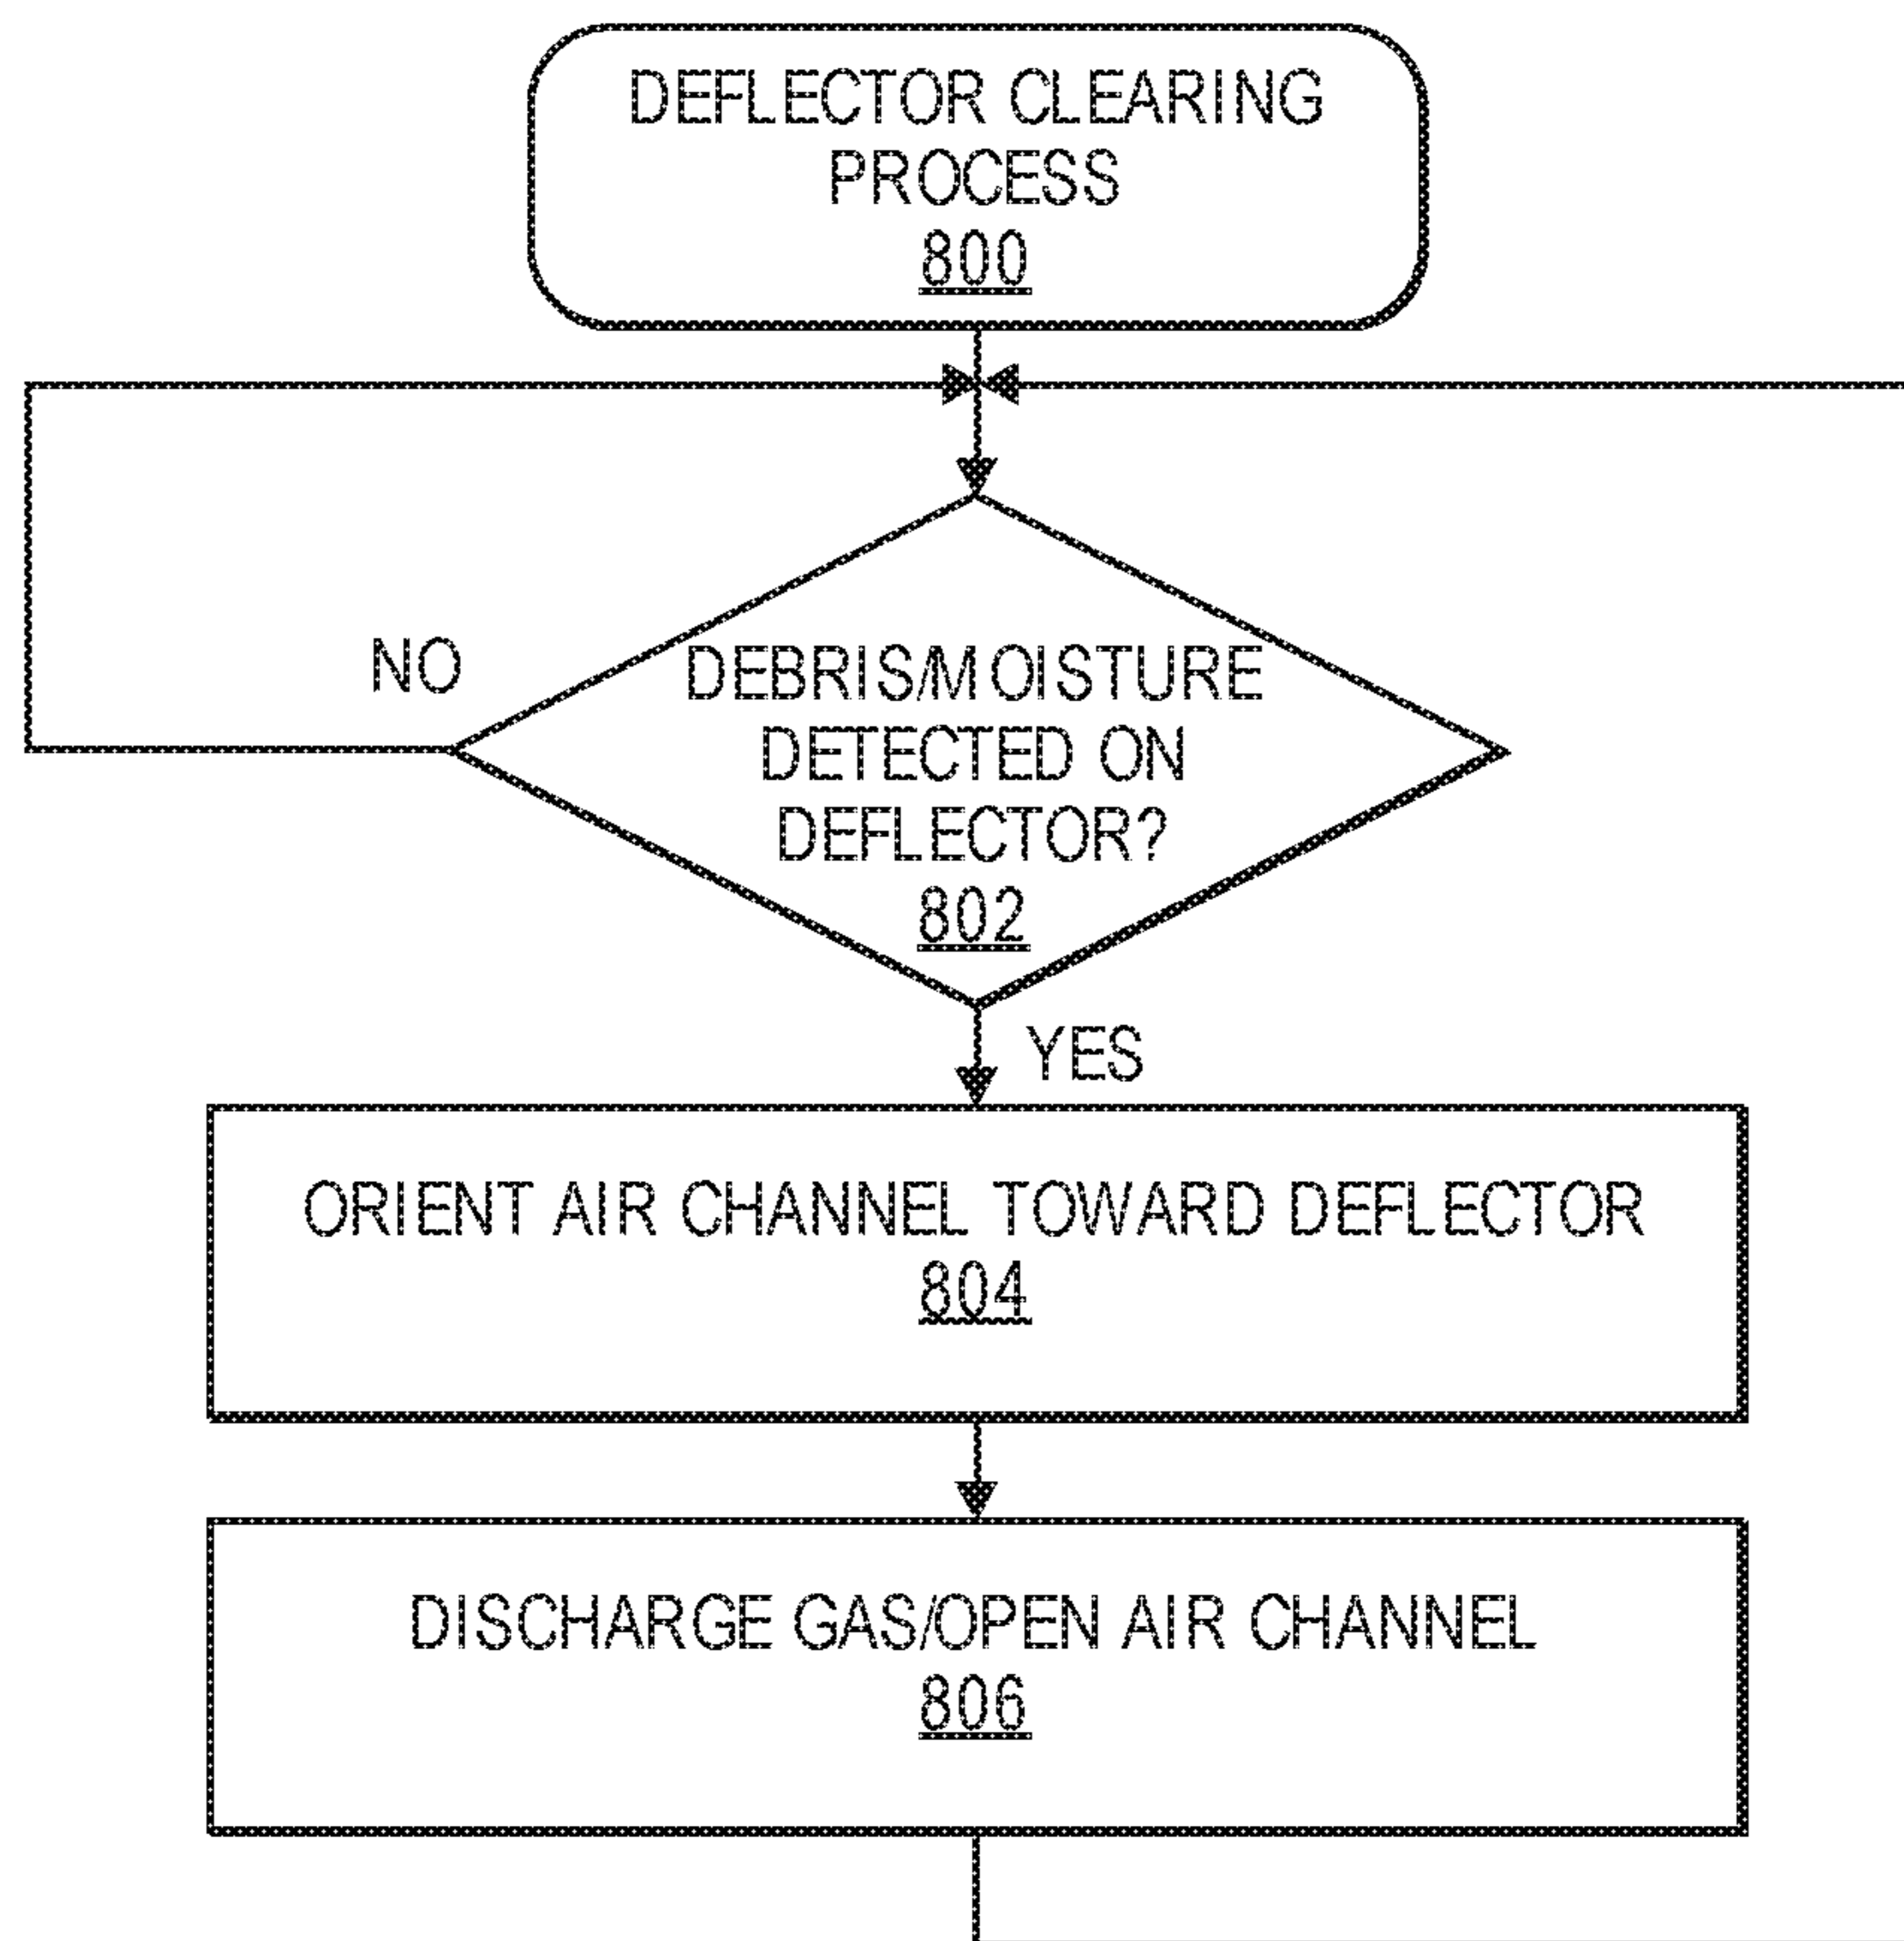 DEFLECTOR CLEARING
PROCESS
800
NO
DEBRIS/MOISTURE
DETECTED ON
DEFLECTOR?
802
YES
ORIENT AIR CHANNEL TOWARD DEFLECTOR
804
DISCHARGE GAS/OPEN AIR CHANNEL
806